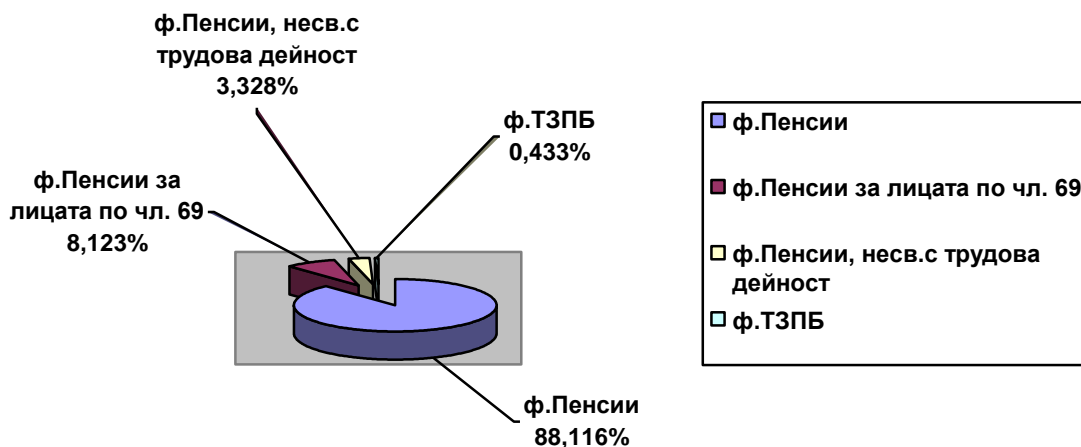 ф.Пенсии, несв.с
трудова дейност
3,328%
ф.ТЗПБ
0,433%
ф.Пенсии за
лицата по чл. 69
8,123%
ф.Пенсии
88,116%
ф.Пенсии
ф.Пенсии за лицата по чл. 69
ф.Пенсии, несв.с трудова
дейност
ф.ТЗПБ